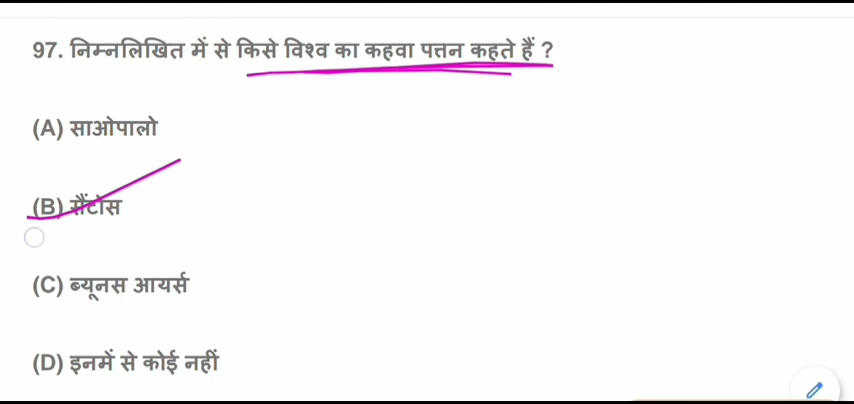 97. निम्नलिखित में से किसे विश्व का कहवा पत्तन कहते हैं ?
(A) साओपालो
(B) सैंटोस
(C) ब्यूनस आयर्स
(D) इनमें से कोई नहीं